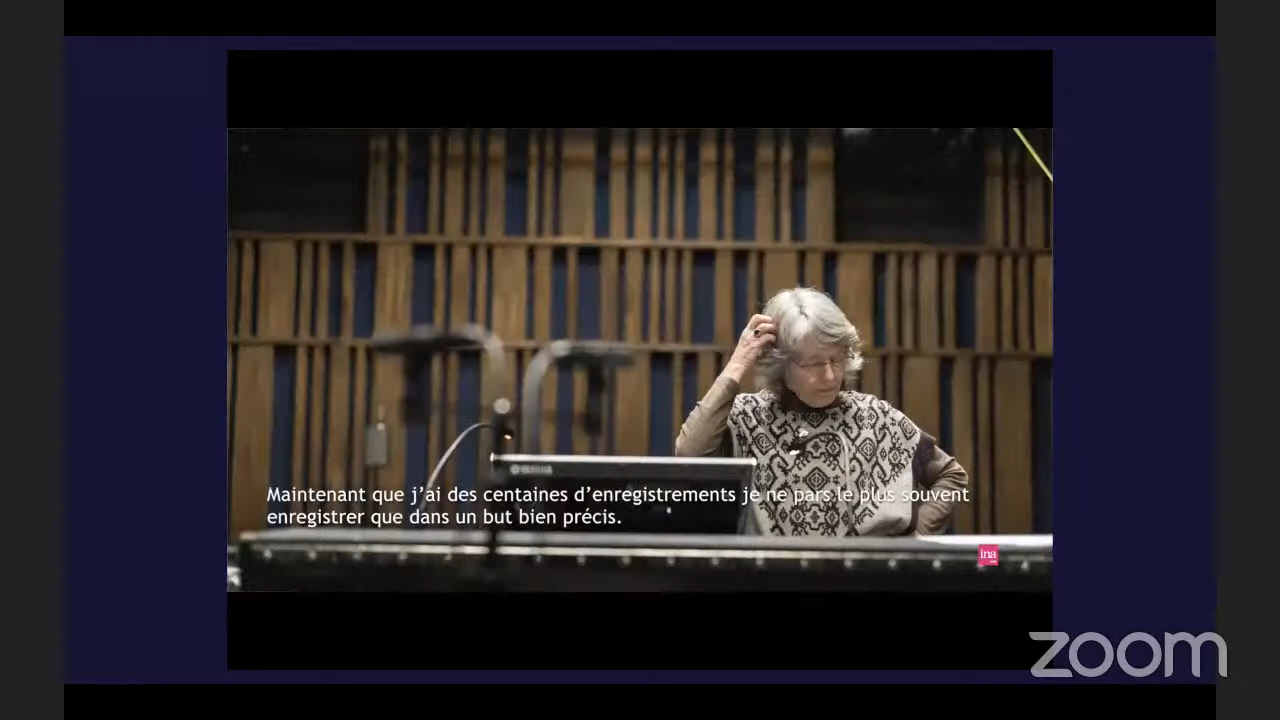 YAMAHA
Maintenant que j’ai des centaines d’enregistrements je ne pars le plus souvent
enregistrer que dans un but bien précis.
ina
zoom